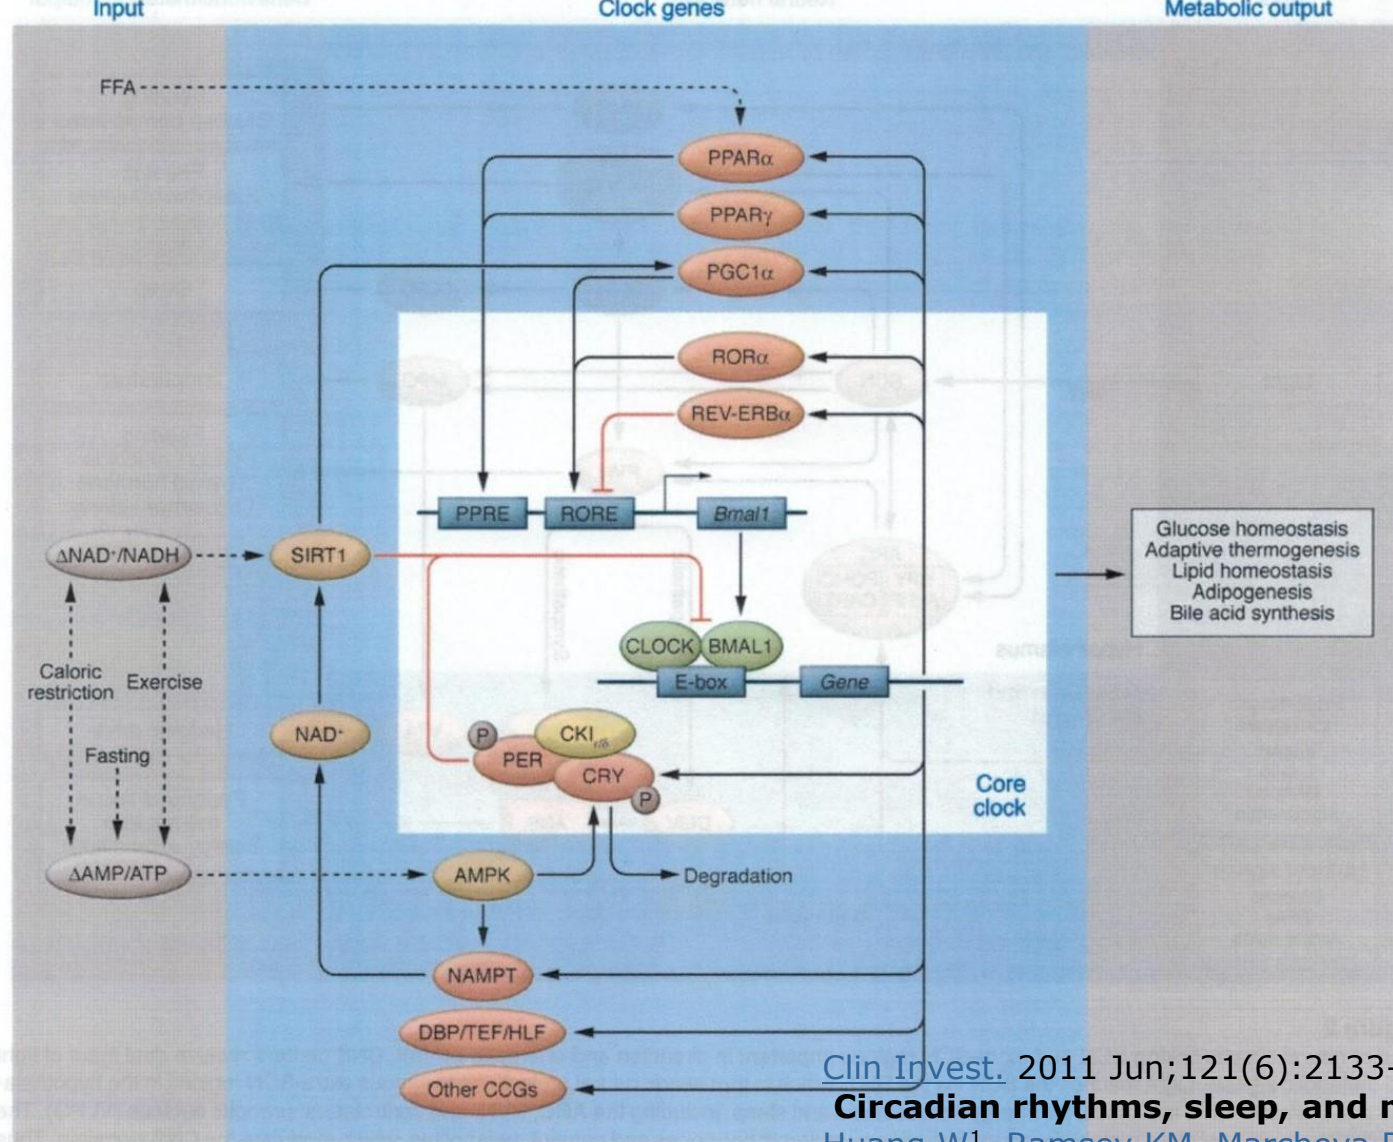 Input
Clock genes
Metabolic output
FFA
PPARα
PPARγ
PGC1α
RORα
REV-ERBα
PPRE
RORE
Bmal1
ΔNAD⁺/NADH
SIRT1
Glucose homeostasis
Adaptive thermogenesis
Lipid homeostasis
Adipogenesis
Bile acid synthesis
CLOCK
BMAL1
E-box
Gene
Caloric
restriction
Exercise
Fasting
NAD⁺
P
CKI
PER
CRY
P
Core
clock
ΔAMP/ATP
AMPK
Degradation
NAMPT
DBP/TEF/HLF
Other CCGs
Clin Invest. 2011 Jun;121(6):2133-
Circadian rhythms, sleep, and